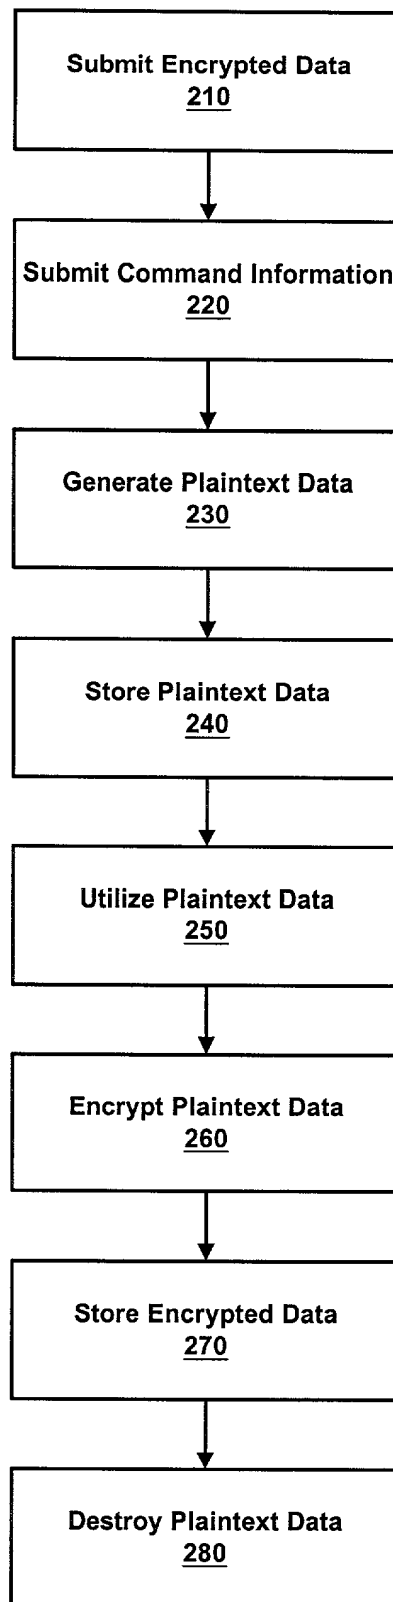 Submit Encrypted Data
210
Submit Command Information
220
Generate Plaintext Data
230
Store Plaintext Data
240
Utilize Plaintext Data
250
Encrypt Plaintext Data
260
Store Encrypted Data
270
Destroy Plaintext Data
280